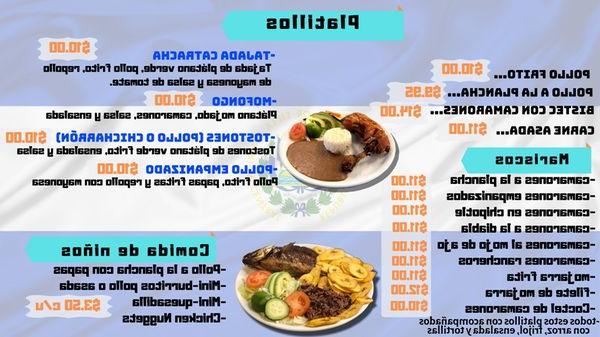 Platillos
-TAJADA CATRACHA $10.00
Tajada de plátano verde, pollo frito, repollo
de mayonesa y salsa de tomate.
-MOFONGO $10.00
Plátano mojado, camarones, salsa y ensalada
-TOSTONES (POLLO O CHICHARRÓN) $10.00
Tostones de plátano verde frito, ensalada y salsa
-POLLO EMPANIZADO $10.00
Pollo frito, papas fritas y repollo con mayonesa
POLLO FRITO... $10.00
POLLO A LA PLANCHA... $9.95
BISTEC CON CAMARONES... $14.00
CARNE ASADA... $11.00
Mariscos
-camarones a la plancha $11.00
-camarones empanizados $11.00
-camarones en chipotle $11.00
-camarones a la diabla $11.00
-camarones al mojo de ajo $11.00
-camarones rancheros $11.00
-mojarra frita $11.00
-Filete de mojarra $12.00
-Coctel de camarones $10.00
-todos estos platillos con acompañados
con arroz, frijol, ensalada y tortillas
Comida de niños
-Pollo a la plancha con papas
-Mini-burritos pollo o asada
-Mini-quesadilla $3.50 c/u
-Chicken Nuggets